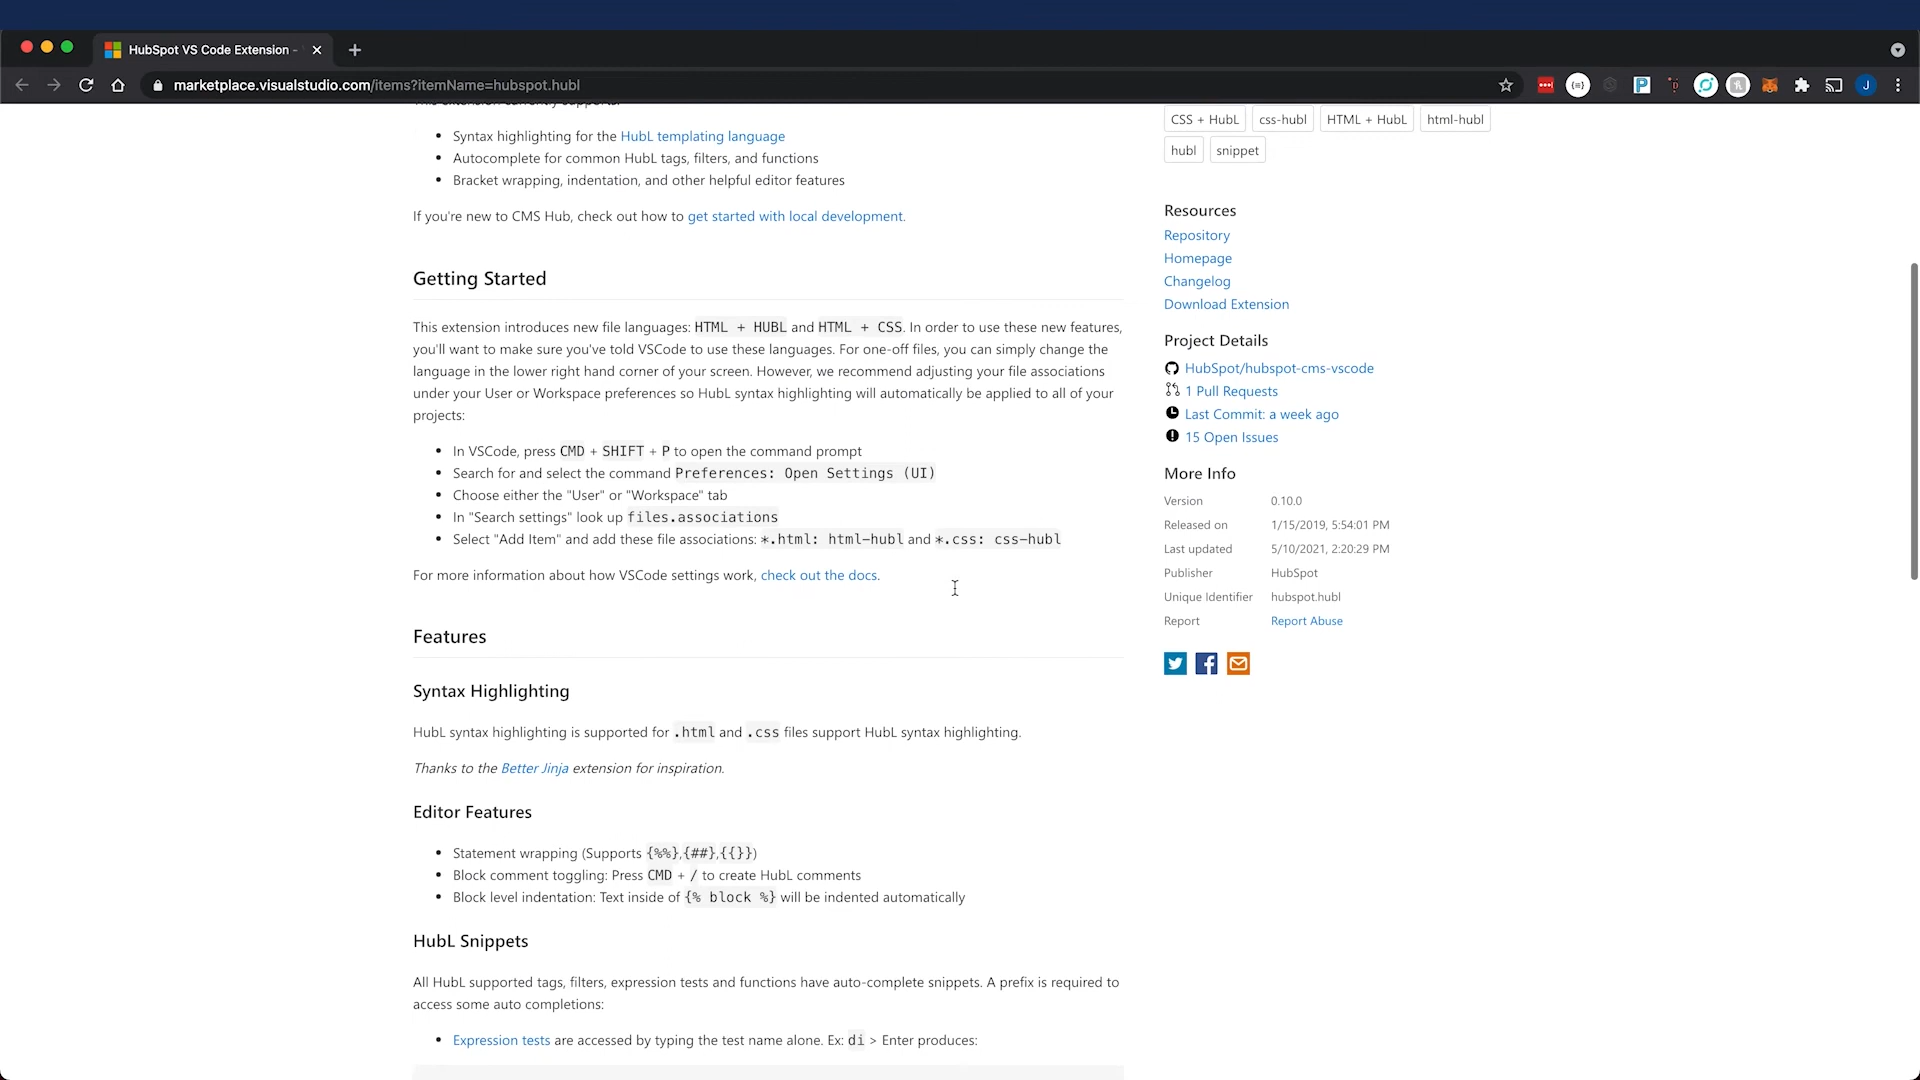 HubSpot VS Code Extension -
marketplace.visualstudio.com/items?itemName=hubspot.hubl
This extension currently supports:
• Syntax highlighting for the HubL templating language
• Autocomplete for common HubL tags, filters, and functions
• Bracket wrapping, indentation, and other helpful editor features
If you're new to CMS Hub, check out how to get started with local development.
Getting Started
This extension introduces new file languages: HTML + HUBL and HTML + CSS. In order to use these new features,
you'll want to make sure you've told VSCode to use these languages. For one-off files, you can simply change the
language in the lower right hand corner of your screen. However, we recommend adjusting your file associations
under your User or Workspace preferences so HubL syntax highlighting will automatically be applied to all of your
projects:
• In VSCode, press CMD + SHIFT + P to open the command prompt
• Search for and select the command Preferences: Open Settings (UI)
• Choose either the "User" or "Workspace" tab
• In "Search settings" look up files.associations
• Select "Add Item" and add these file associations: *.html: html-hubl and *.css: css-hubl
For more information about how VSCode settings work, check out the docs.
Features
Syntax Highlighting
HubL syntax highlighting is supported for .html and .css files support HubL syntax highlighting.
Thanks to the Better Jinja extension for inspiration.
Editor Features
• Statement wrapping (Supports {%%},{##},{{}})
• Block comment toggling: Press CMD + / to create HubL comments
• Block level indentation: Text inside of {% block %} will be indented automatically
HubL Snippets
All HubL supported tags, filters, expression tests and functions have auto-complete snippets. A prefix is required to
access some auto completions:
• Expression tests are accessed by typing the test name alone. Ex: di > Enter produces:
CSS + HubL css-hubl HTML + HubL html-hubl
hubl snippet
Resources
Repository
Homepage
Changelog
Download Extension
Project Details
HubSpot/hubspot-cms-vscode
1 Pull Requests
Last Commit: a week ago
15 Open Issues
More Info
Version 0.10.0
Released on 1/15/2019, 5:54:01 PM
Last updated 5/10/2021, 2:20:29 PM
Publisher HubSpot
Unique Identifier hubspot.hubl
Report Report Abuse